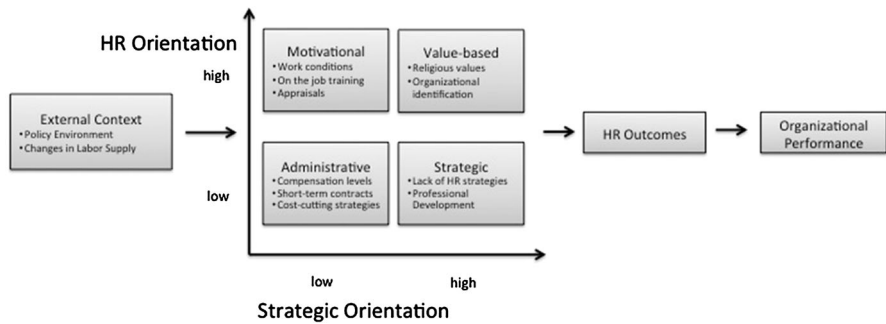 HR Orientation
high
low
External Context
• Policy Environment
• Changes in Labor Supply
Motivational
• Work conditions
• On the job training
• Appraisals
Value-based
• Religious values
• Organizational
identification
Administrative
• Compensation levels
• Short-term contracts
• Cost-cutting strategies
Strategic
• Lack of HR strategies
• Professional
Development
HR Outcomes
Organizational
Performance
low
high
Strategic Orientation